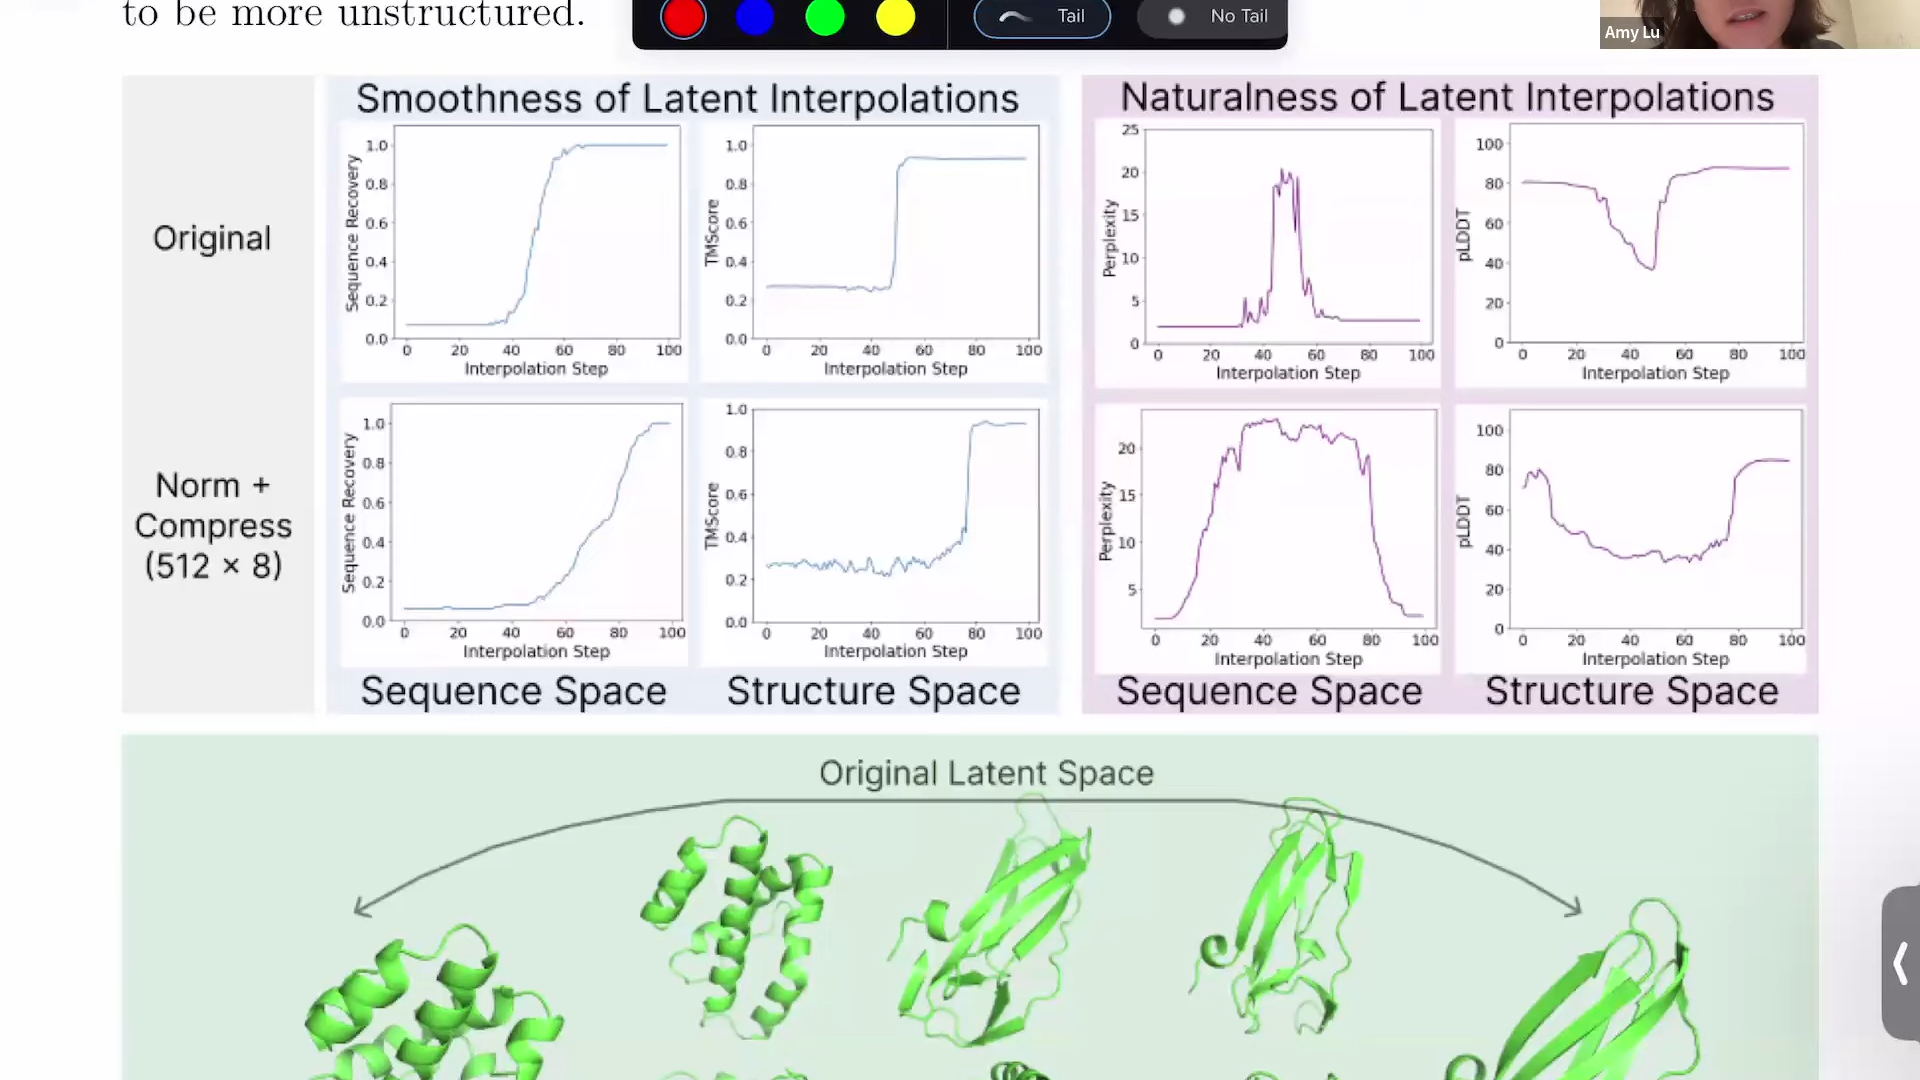 to be more unstructured.
Tail
No Tail
Amy Lu
Smoothness of Latent Interpolations
Naturalness of Latent Interpolations
Original
Sequence Recovery
1.0
0.8
0.6
0.4
0.2
0.0
0 20 40 60 80 100
Interpolation Step
TMScore
1.0
0.8
0.6
0.4
0.2
0.0
0 20 40 60 80 100
Interpolation Step
Perplexity
25
20
15
10
5
0
0 20 40 60 80 100
Interpolation Step
pLDDT
100
80
60
40
20
0
0 20 40 60 80 100
Interpolation Step
Norm +
Compress
(512 × 8)
Sequence Recovery
1.0
0.8
0.6
0.4
0.2
0.0
0 20 40 60 80 100
Interpolation Step
TMScore
1.0
0.8
0.6
0.4
0.2
0.0
0 20 40 60 80 100
Interpolation Step
Perplexity
20
15
10
5
0 20 40 60 80 100
Interpolation Step
pLDDT
100
80
60
40
20
0
0 20 40 60 80 100
Interpolation Step
Sequence Space
Structure Space
Sequence Space
Structure Space
Original Latent Space